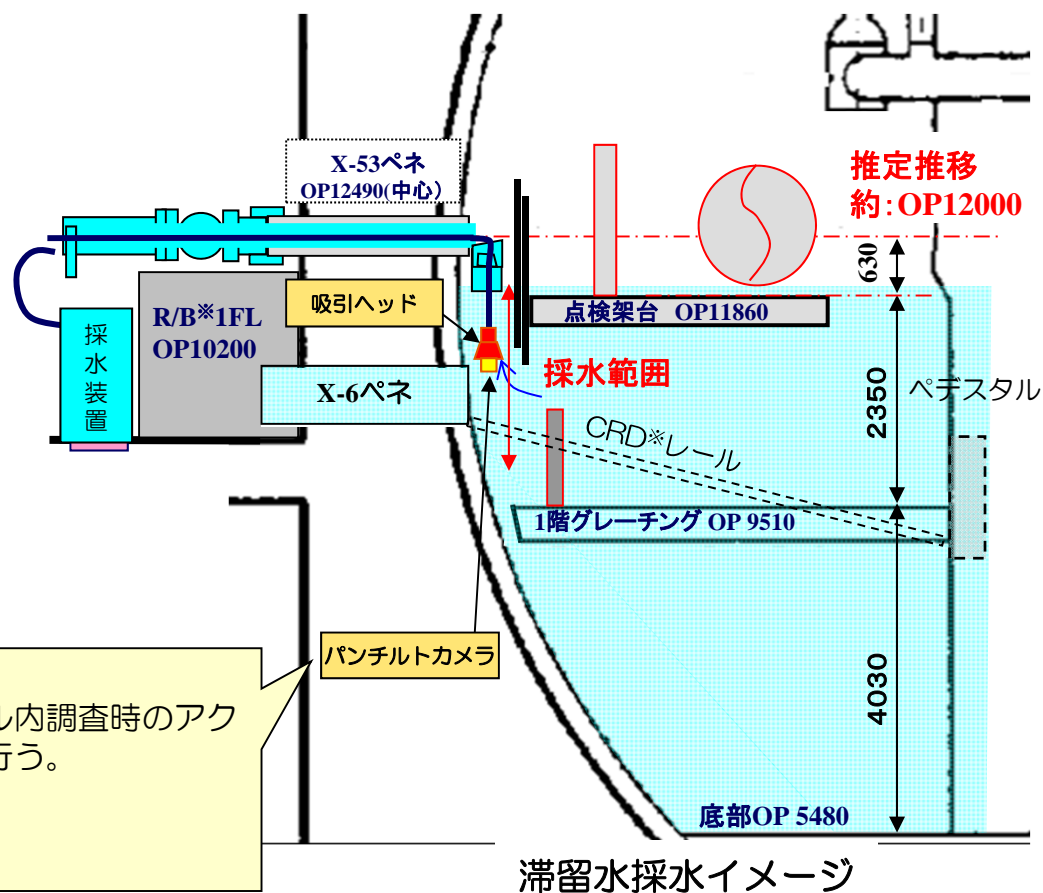 X-53ペネ
OP12490(中心)
推定推移
約:OP12000
630
吸引ヘッド
点検架台 OP11860
R/B※1FL
OP10200
採水装置
採水範囲
X-6ペネ
ペデスタル
2350
CRD※レール
1階グレーチング OP 9510
パンチルトカメラ
4030
ル内調査時のアク
行う。
底部OP 5480
滞留水採水イメージ